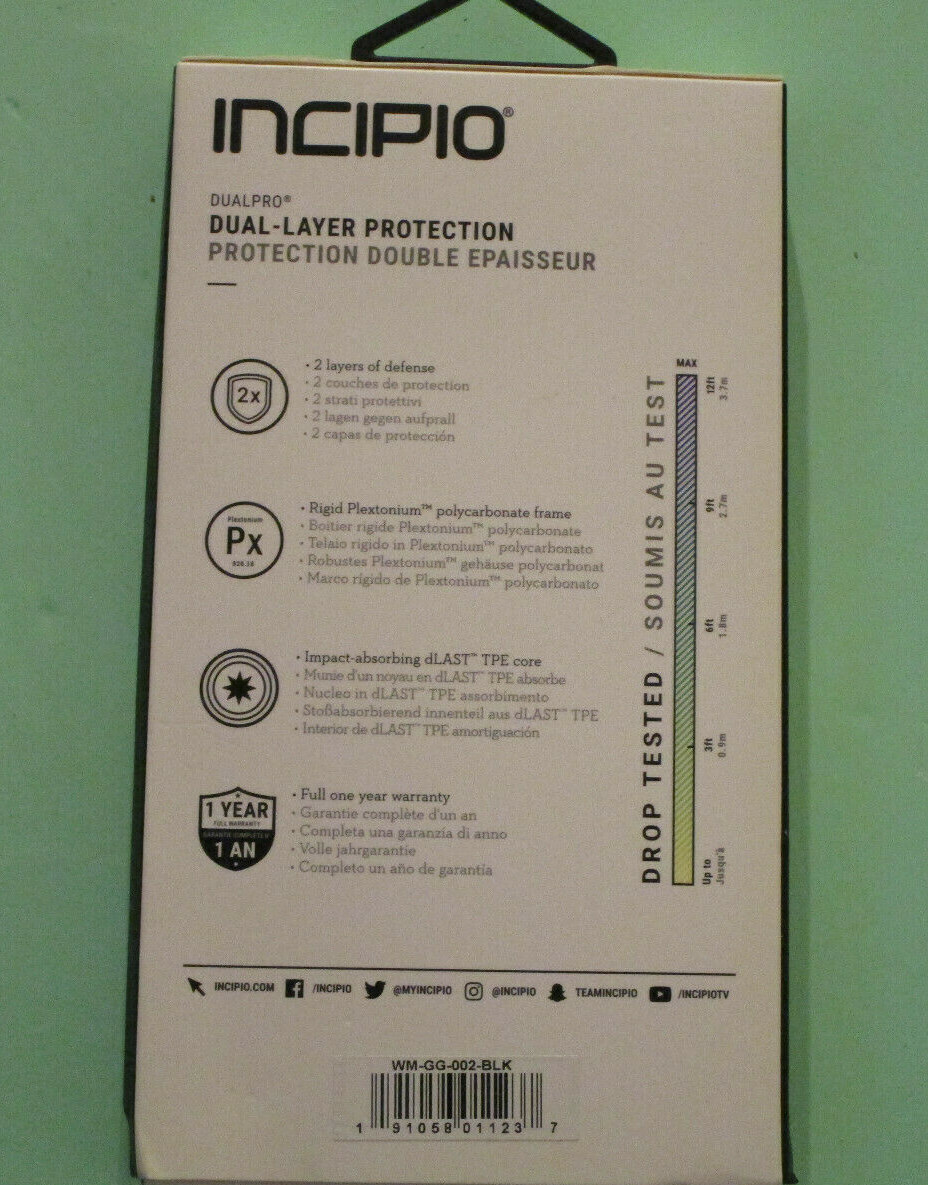 INCIPIO®
DUALPRO®
DUAL-LAYER PROTECTION
PROTECTION DOUBLE EPAISSEUR
2x
• 2 layers of defense
• 2 couches de protection
• 2 strati protettivi
• 2 lagen gegen aufprall
• 2 capas de protección
Plextonium
Px
• Rigid Plextonium™ polycarbonate frame
• Boitier rigide Plextonium™ polycarbonate
• Telaio rigido in Plextonium™ polycarbonato
• Robustes Plextonium™ gehäuse polycarbonat
• Marco rígido de Plextonium™ polycarbonato
• Impact-absorbing dLAST™ TPE core
• Munie d'un noyau en dLAST™ TPE absorbe
• Nucleo in dLAST™ TPE assorbimento
• Stoßabsorbierend innenteil aus dLAST™ TPE
• Interior de dLAST™ TPE amortiguación
1 YEAR
FULL WARRANTY
GARANTIE COMPLETE D'
1 AN
• Full one year warranty
• Garantie complète d'un an
• Completa una garanzia di anno
• Volle jahrgarantie
• Completo un año de garantía
DROP TESTED / SOUMIS AU TEST
MAX
12ft
3.7m
9ft
2.7m
6ft
1.8m
3ft
0.9m
Up to
Jusqu'à
INCIPIO.COM /INCIPIO @MYINCIPIO @INCIPIO TEAMINCIPIO /INCIPIOTV
WM-GG-002-BLK
1 91058 01123 7